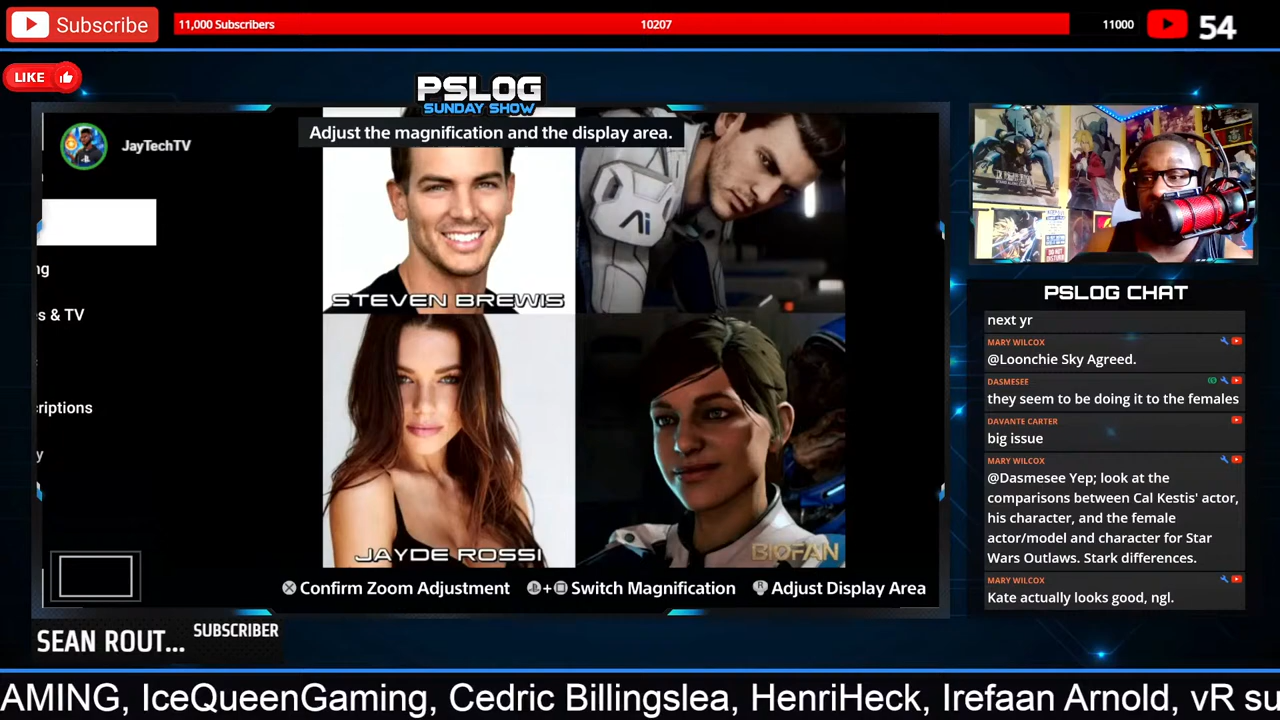 Subscribe
11,000 Subscribers
10207
11000
54
LIKE
PSLOG
SUNDAY SHOW
JayTechTV
Adjust the magnification and the display area.
Ai
ng
s & TV
criptions
y
STEVEN BREWIS
JAYDE ROSSI
BIOFAN
Confirm Zoom Adjustment
+
Switch Magnification
R Adjust Display Area
PSLOG CHAT
next yr
MARY WILCOX
@Loonchie Sky Agreed.
DASMESEE
they seem to be doing it to the females
DAVANTE CARTER
big issue
MARY WILCOX
@Dasmesee Yep; look at the
comparisons between Cal Kestis' actor,
his character, and the female
actor/model and character for Star
Wars Outlaws. Stark differences.
MARY WILCOX
Kate actually looks good, ngl.
SEAN ROUT...
SUBSCRIBER
AMING, IceQueenGaming, Cedric Billingslea, HenriHeck, Irefaan Arnold, vR su